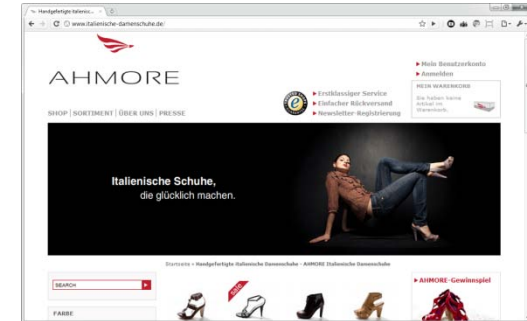 Handgefertigte Italienis...
www.italienische-damenschuhe.de/
AHMORE
Mein Benutzerkonto
Anmelden
MEIN WARENKORB
Sie haben keine
Artikel im
Warenkorb.
Erstklassiger Service
Einfacher Rückversand
Newsletter-Registrierung
SHOP | SORTIMENT | ÜBER UNS | PRESSE
Italienische Schuhe,
die glücklich machen.
Startseite > Handgefertigte italienische Damenschuhe - AHMORE Italienische Damenschuhe
SEARCH
SALE
AHMORE-Gewinnspiel
FARBE